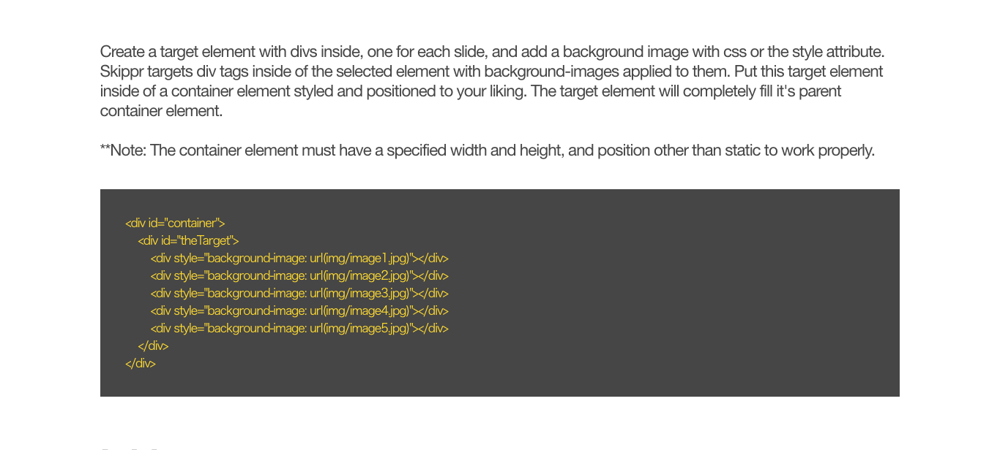 Create a target element with divs inside, one for each slide, and add a background image with css or the style attribute.
Skippr targets div tags inside of the selected element with background-images applied to them. Put this target element
inside of a container element styled and positioned to your liking. The target element will completely fill it's parent
container element.
**Note: The container element must have a specified width and height, and position other than static to work properly.
<div id="container">
<div id="theTarget">
<div style="background-image: url(img/image1.jpg)"></div>
<div style="background-image: url(img/image2.jpg)"></div>
<div style="background-image: url(img/image3.jpg)"></div>
<div style="background-image: url(img/image4.jpg)"></div>
<div style="background-image: url(img/image5.jpg)"></div>
</div>
</div>